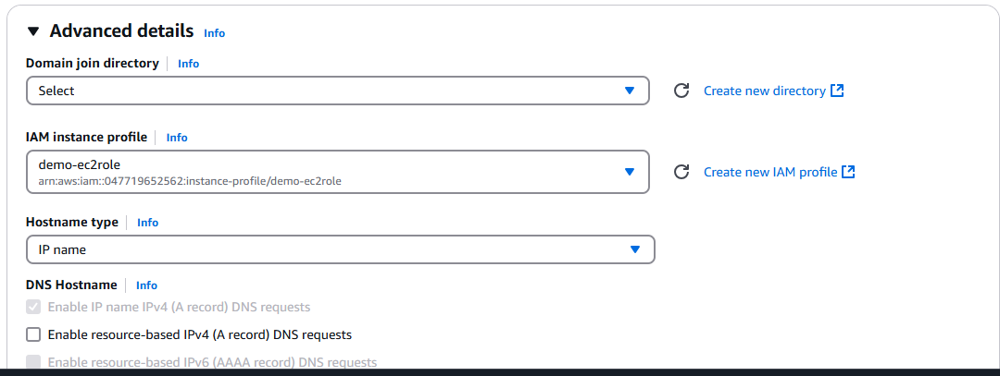 Advanced details Info
Domain join directory Info
Select
Create new directory
IAM instance profile Info
demo-ec2role
arn:aws:iam::047719652562:instance-profile/demo-ec2role
Create new IAM profile
Hostname type Info
IP name
DNS Hostname Info
Enable IP name IPv4 (A record) DNS requests
Enable resource-based IPv4 (A record) DNS requests
Enable resource-based IPv6 (AAAA record) DNS requests